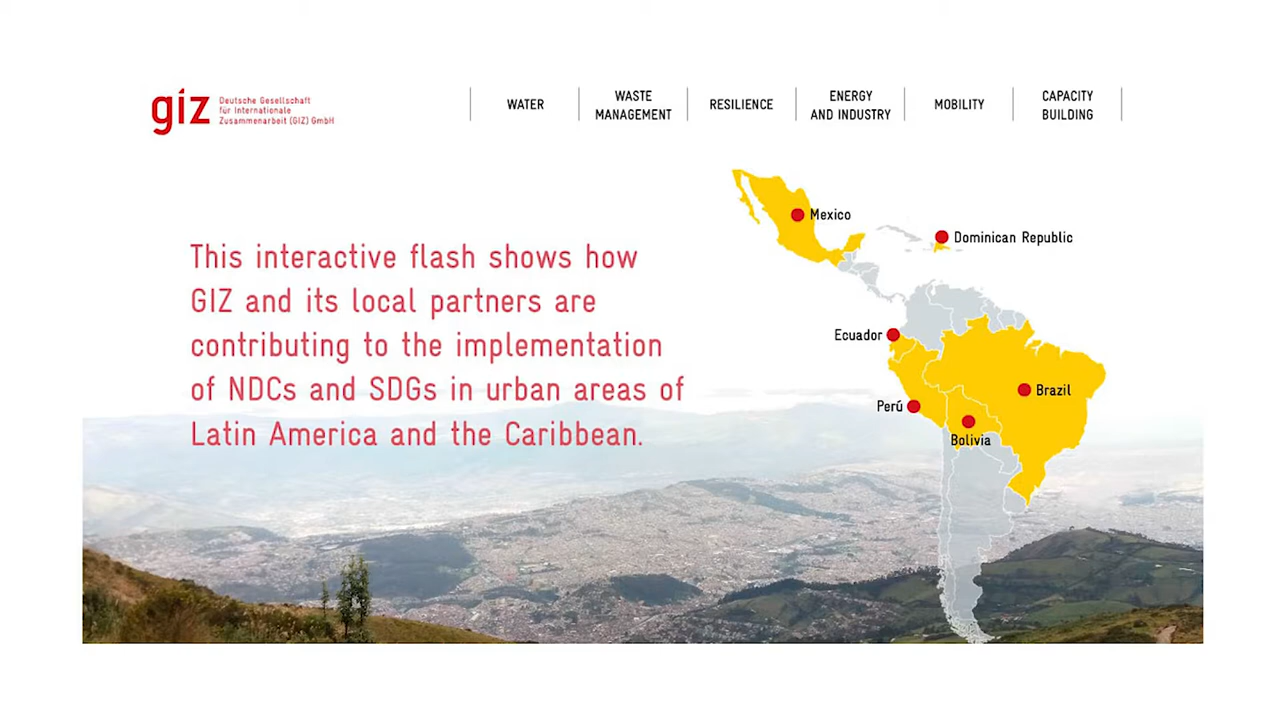 giz
Deutsche Gesellschaft
für Internationale
Zusammenarbeit (GIZ) GmbH
WATER
WASTE
MANAGEMENT
RESILIENCE
ENERGY
AND INDUSTRY
MOBILITY
CAPACITY
BUILDING
This interactive flash shows how
GIZ and its local partners are
contributing to the implementation
of NDCs and SDGs in urban areas of
Latin America and the Caribbean.
Mexico
Dominican Republic
Ecuador
Brazil
Perú
Bolivia